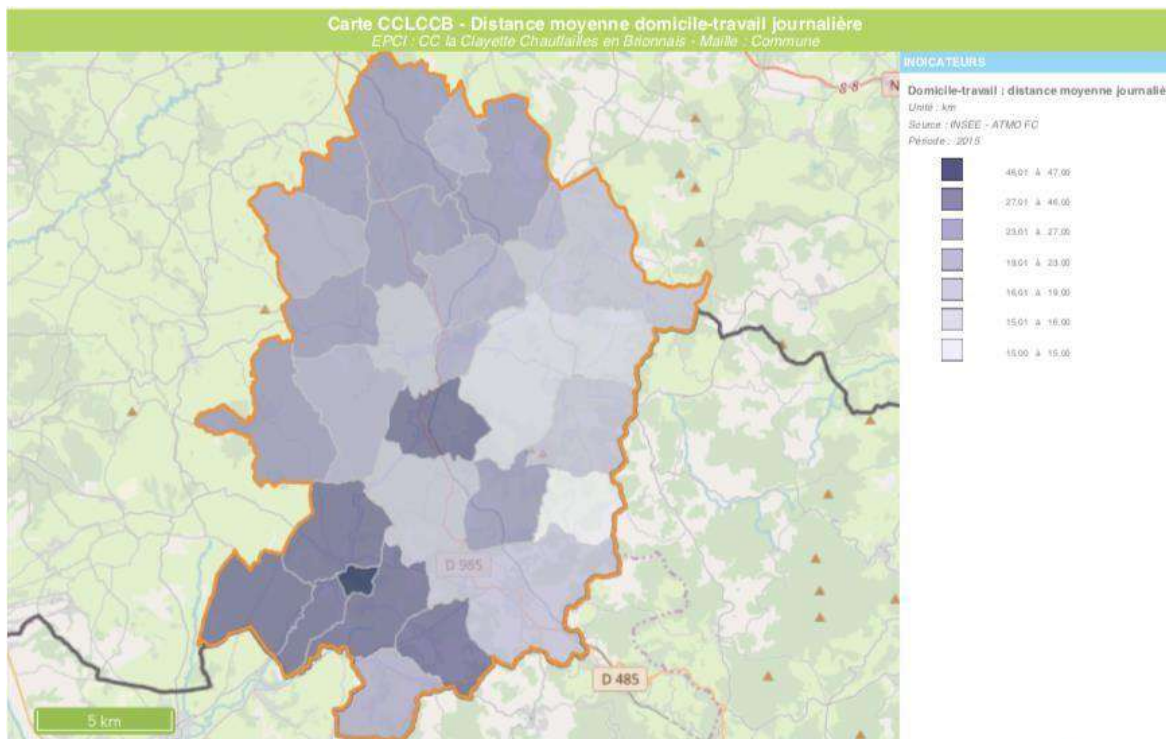 Carte CCLCCB - Distance moyenne domicile-travail journalière
EPCI : CC la Clayette Chauffailles en Brionnais - Maille : Commune
INDICATEURS
Domicile-travail : distance moyenne journaliè
Unité : km
Source : INSEE - ATMO FC
Période : 2015
46,01 à 47,00
27,01 à 46,00
23,01 à 27,00
19,01 à 23,00
16,01 à 19,00
15,01 à 16,00
15,00 à 15,00
N
D 985
D 485
5 km